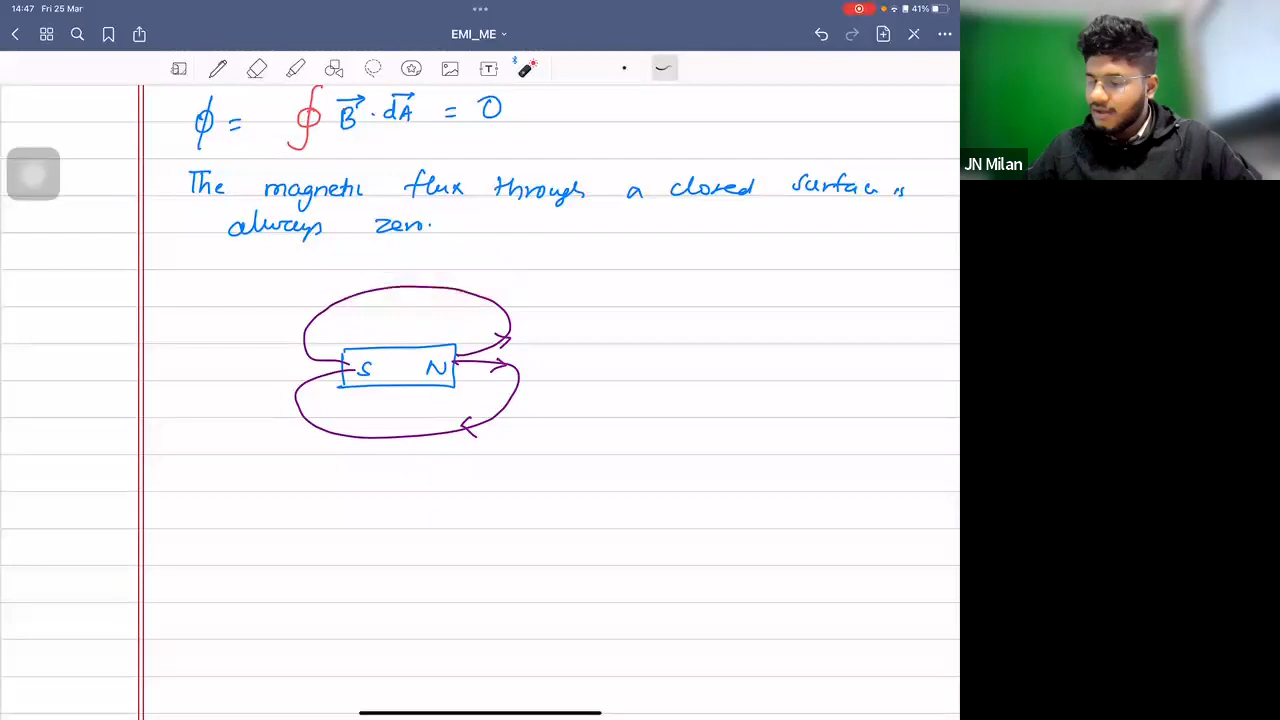 14:47 Fri 25 Mar
41%
EMI_ME
T
JN Milan
ϕ = ∮ B⃗ · dA⃗ = 0
The magnetic flux through a closed surface is
always zero.
S N